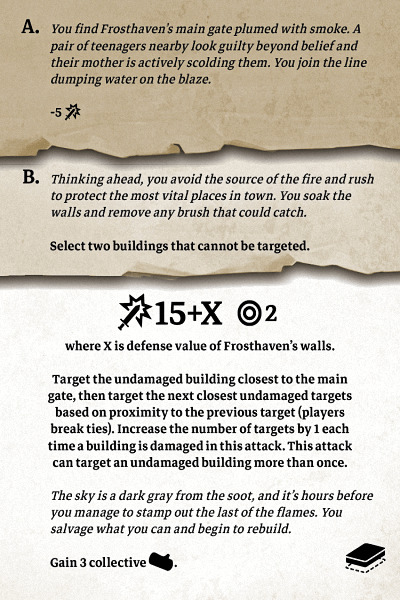 A. You find Frosthaven's main gate plumed with smoke. A
pair of teenagers nearby look guilty beyond belief and
their mother is actively scolding them. You join the line
dumping water on the blaze.
-5
B. Thinking ahead, you avoid the source of the fire and rush
to protect the most vital places in town. You soak the
walls and remove any brush that could catch.
Select two buildings that cannot be targeted.
15+X 2
where X is defense value of Frosthaven's walls.
Target the undamaged building closest to the main
gate, then target the next closest undamaged targets
based on proximity to the previous target (players
break ties). Increase the number of targets by 1 each
time a building is damaged in this attack. This attack
can target an undamaged building more than once.
The sky is a dark gray from the soot, and it's hours before
you manage to stamp out the last of the flames. You
salvage what you can and begin to rebuild.
Gain 3 collective .